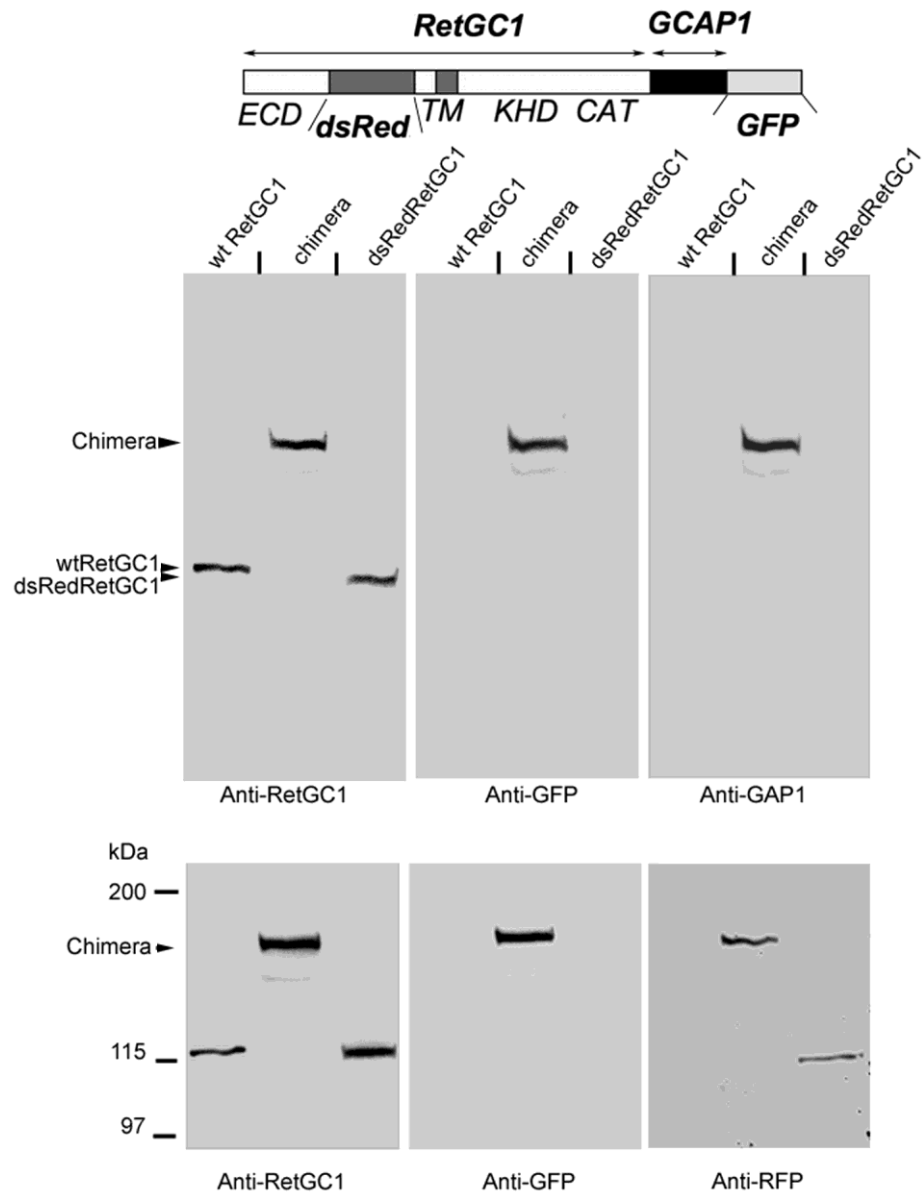 RetGC1 GCAP1
ECD dsRed TM KHD CAT GFP
wt RetGC1 chimera dsRedRetGC1 wt RetGC1 chimera dsRedRetGC1 wt RetGC1 chimera dsRedRetGC1
Chimera
wtRetGC1
dsRedRetGC1
Anti-RetGC1 Anti-GFP Anti-GAP1
kDa
200
Chimera
115
97
Anti-RetGC1 Anti-GFP Anti-RFP